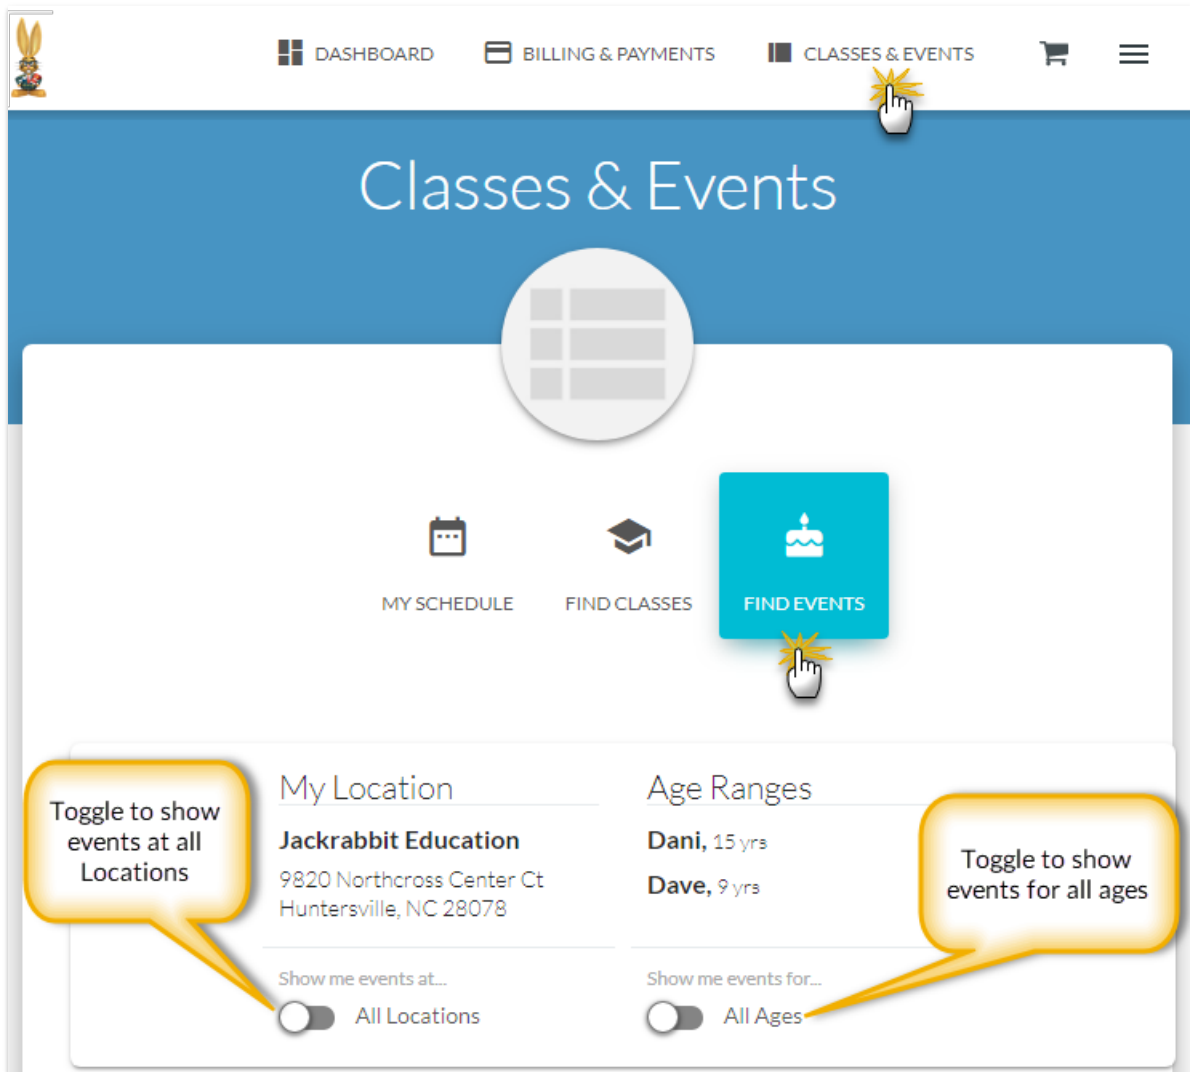 DASHBOARD
BILLING & PAYMENTS
CLASSES & EVENTS
Classes & Events
MY SCHEDULE
FIND CLASSES
FIND EVENTS
Toggle to show
events at all
Locations
My Location
Jackrabbit Education
9820 Northcross Center Ct
Huntersville, NC 28078
Show me events at...
All Locations
Age Ranges
Dani, 15 yrs
Dave, 9 yrs
Show me events for...
All Ages
Toggle to show
events for all ages